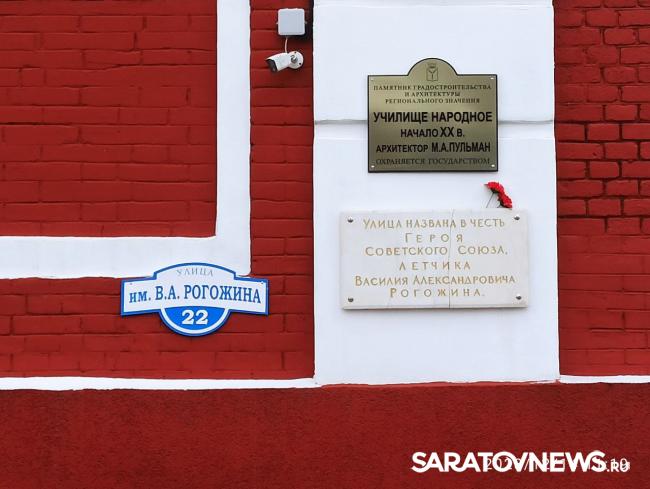 ПАМЯТНИК ГРАДОСТРОИТЕЛЬСТВА
И АРХИТЕКТУРЫ
РЕГИОНАЛЬНОГО ЗНАЧЕНИЯ
УЧИЛИЩЕ НАРОДНОЕ
НАЧАЛО XX В.
АРХИТЕКТОР М.А.ПУЛЬМАН
ОХРАНЯЕТСЯ ГОСУДАРСТВОМ
УЛИЦА НАЗВАНА В ЧЕСТЬ
ГЕРОЯ
СОВЕТСКОГО СОЮЗА,
ЛЕТЧИКА
ВАСИЛИЯ АЛЕКСАНДРОВИЧА
РОГОЖИНА.
УЛИЦА
ИМ. В.А. РОГОЖИНА
22
SARATOVNEWS.RU